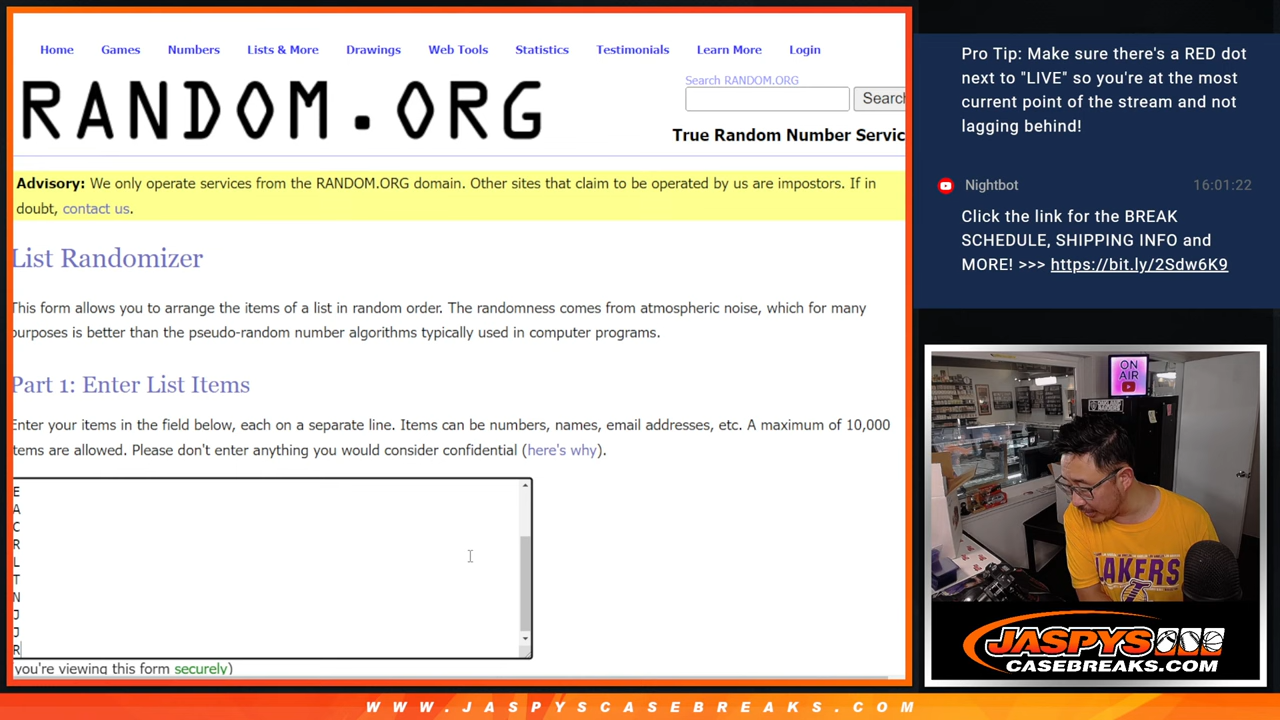 Home Games Numbers Lists & More Drawings Web Tools Statistics Testimonials Learn More Login
RANDOM.ORG
Search RANDOM.ORG
Search
True Random Number Servic
Advisory: We only operate services from the RANDOM.ORG domain. Other sites that claim to be operated by us are impostors. If in
doubt, contact us.
List Randomizer
This form allows you to arrange the items of a list in random order. The randomness comes from atmospheric noise, which for many
purposes is better than the pseudo-random number algorithms typically used in computer programs.
Part 1: Enter List Items
Enter your items in the field below, each on a separate line. Items can be numbers, names, email addresses, etc. A maximum of 10,000
items are allowed. Please don't enter anything you would consider confidential (here's why).
E
A
C
R
L
T
N
J
J
R
you're viewing this form securely)
Pro Tip: Make sure there's a RED dot
next to "LIVE" so you're at the most
current point of the stream and not
lagging behind!
Nightbot 16:01:22
Click the link for the BREAK
SCHEDULE, SHIPPING INFO and
MORE! >>> https://bit.ly/2Sdw6K9
ON
AIR
LAKERS
JASPYS
CASEBREAKS.COM
WWW.JASPYSCASEBREAKS.COM